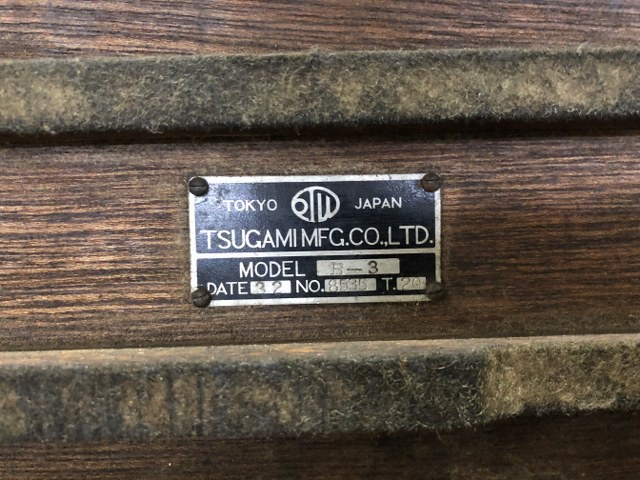 TOKYO JAPAN
TSUGAMI MFG.CO.,LTD.
MODEL B-3
DATE 32 NO. 8535 T. 20